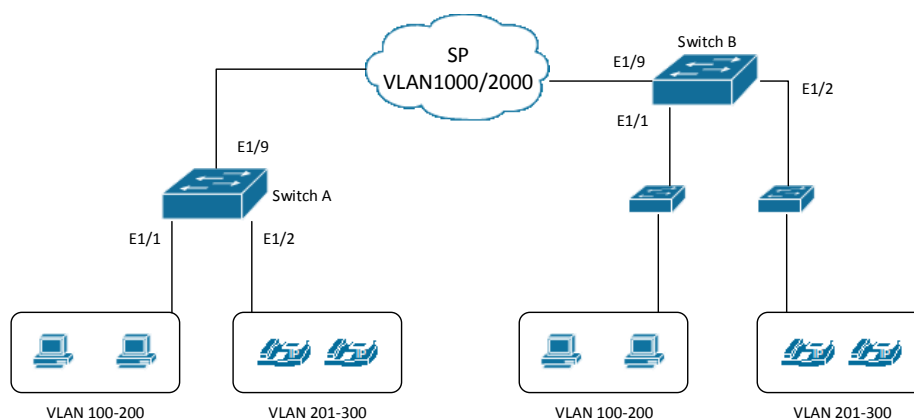 SP
VLAN1000/2000
Switch B
E1/9
E1/2
E1/1
E1/9
Switch A
E1/1
E1/2
VLAN 100-200
VLAN 201-300
VLAN 100-200
VLAN 201-300